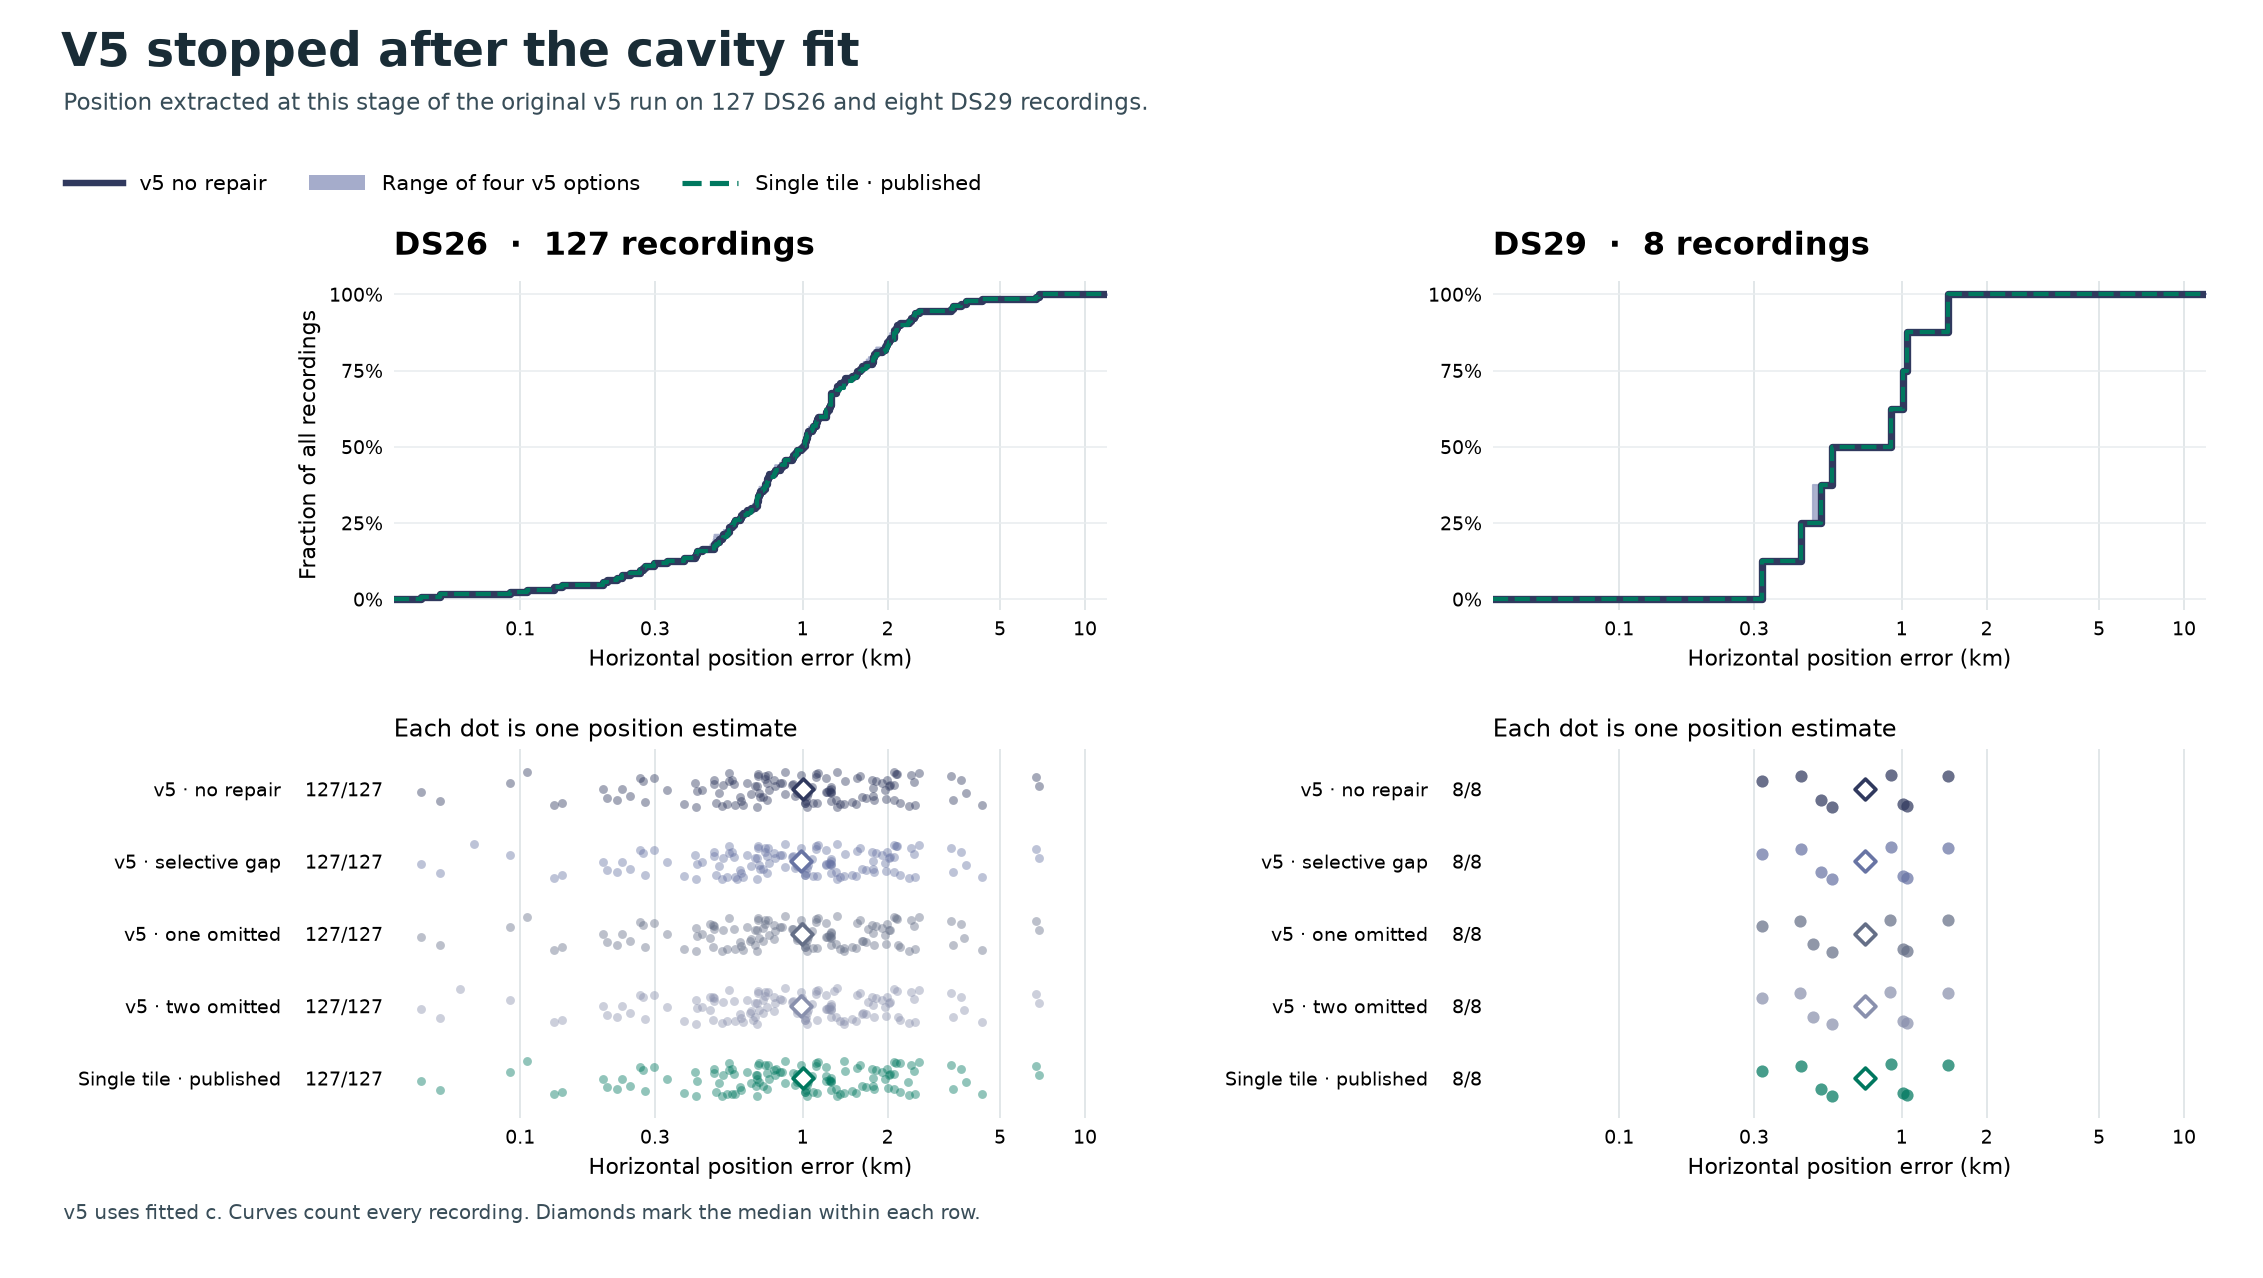 V5 stopped after the cavity fit
Position extracted at this stage of the original v5 run on 127 DS26 and eight DS29 recordings.
v5 no repair
Range of four v5 options
Single tile · published
DS26 · 127 recordings
100%
75%
50%
25%
0%
Fraction of all recordings
0.1 0.3 1 2 5 10
Horizontal position error (km)
DS29 · 8 recordings
100%
75%
50%
25%
0%
0.1 0.3 1 2 5 10
Horizontal position error (km)
Each dot is one position estimate
v5 · no repair 127/127
v5 · selective gap 127/127
v5 · one omitted 127/127
v5 · two omitted 127/127
Single tile · published 127/127
0.1 0.3 1 2 5 10
Horizontal position error (km)
Each dot is one position estimate
v5 · no repair 8/8
v5 · selective gap 8/8
v5 · one omitted 8/8
v5 · two omitted 8/8
Single tile · published 8/8
0.1 0.3 1 2 5 10
Horizontal position error (km)
v5 uses fitted c. Curves count every recording. Diamonds mark the median within each row.